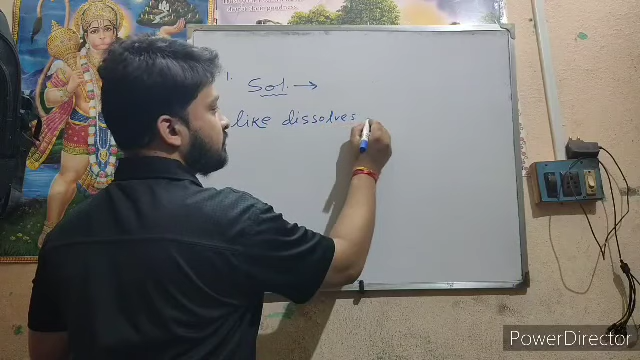 1.
Sol. →
like dissolves
PowerDirector